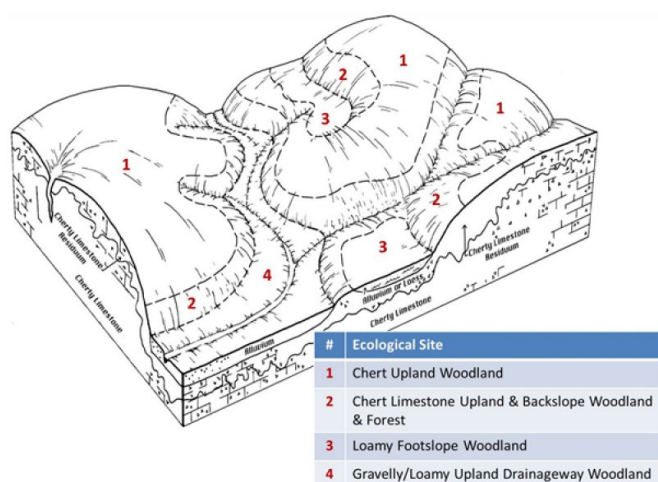 1
2
1
3
1
1
2
3
4
2
Cherty Limestone
Residuum
Cherty Limestone
Cherty Limestone
Residuum
Alluvium or Loess
Cherty Limestone
Alluvium
# Ecological Site
1 Chert Upland Woodland
2 Chert Limestone Upland & Backslope Woodland
& Forest
3 Loamy Footslope Woodland
4 Gravelly/Loamy Upland Drainageway Woodland